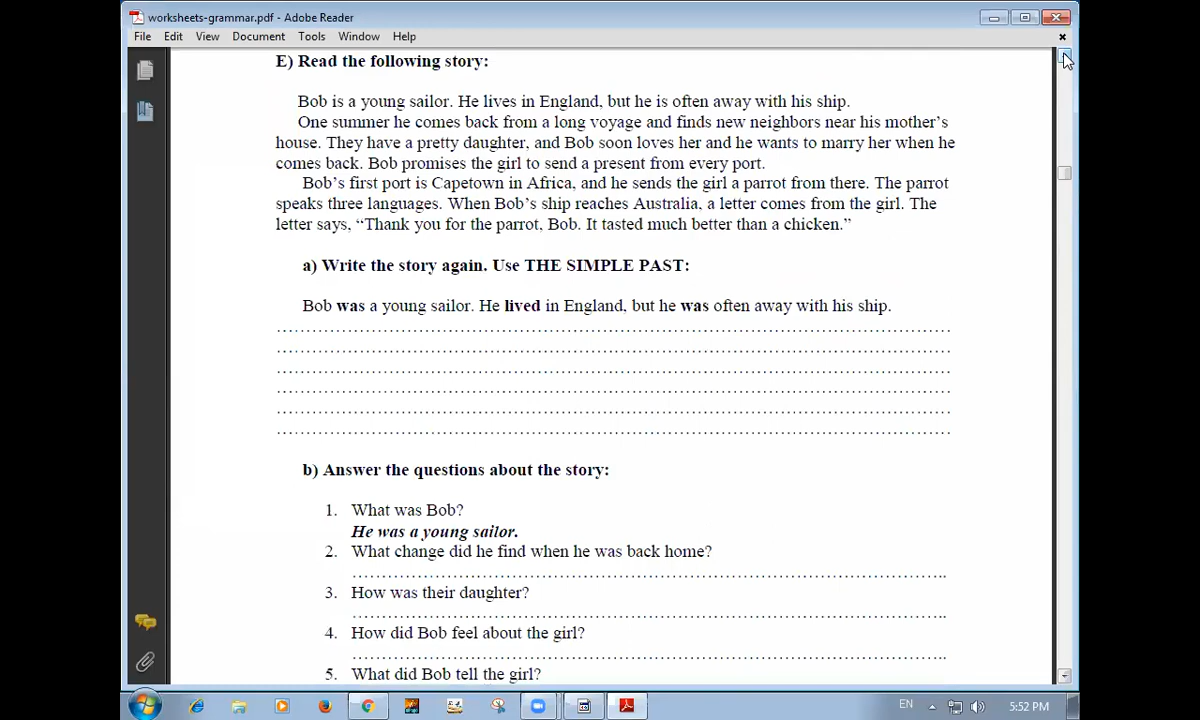 worksheets-grammar.pdf - Adobe Reader
File Edit View Document Tools Window Help
E) Read the following story:
Bob is a young sailor. He lives in England, but he is often away with his ship.
One summer he comes back from a long voyage and finds new neighbors near his mother's
house. They have a pretty daughter, and Bob soon loves her and he wants to marry her when he
comes back. Bob promises the girl to send a present from every port.
Bob's first port is Capetown in Africa, and he sends the girl a parrot from there. The parrot
speaks three languages. When Bob's ship reaches Australia, a letter comes from the girl. The
letter says, "Thank you for the parrot, Bob. It tasted much better than a chicken."
a) Write the story again. Use THE SIMPLE PAST:
Bob was a young sailor. He lived in England, but he was often away with his ship.
b) Answer the questions about the story:
1. What was Bob?
He was a young sailor.
2. What change did he find when he was back home?
3. How was their daughter?
4. How did Bob feel about the girl?
5. What did Bob tell the girl?
EN 5:52 PM